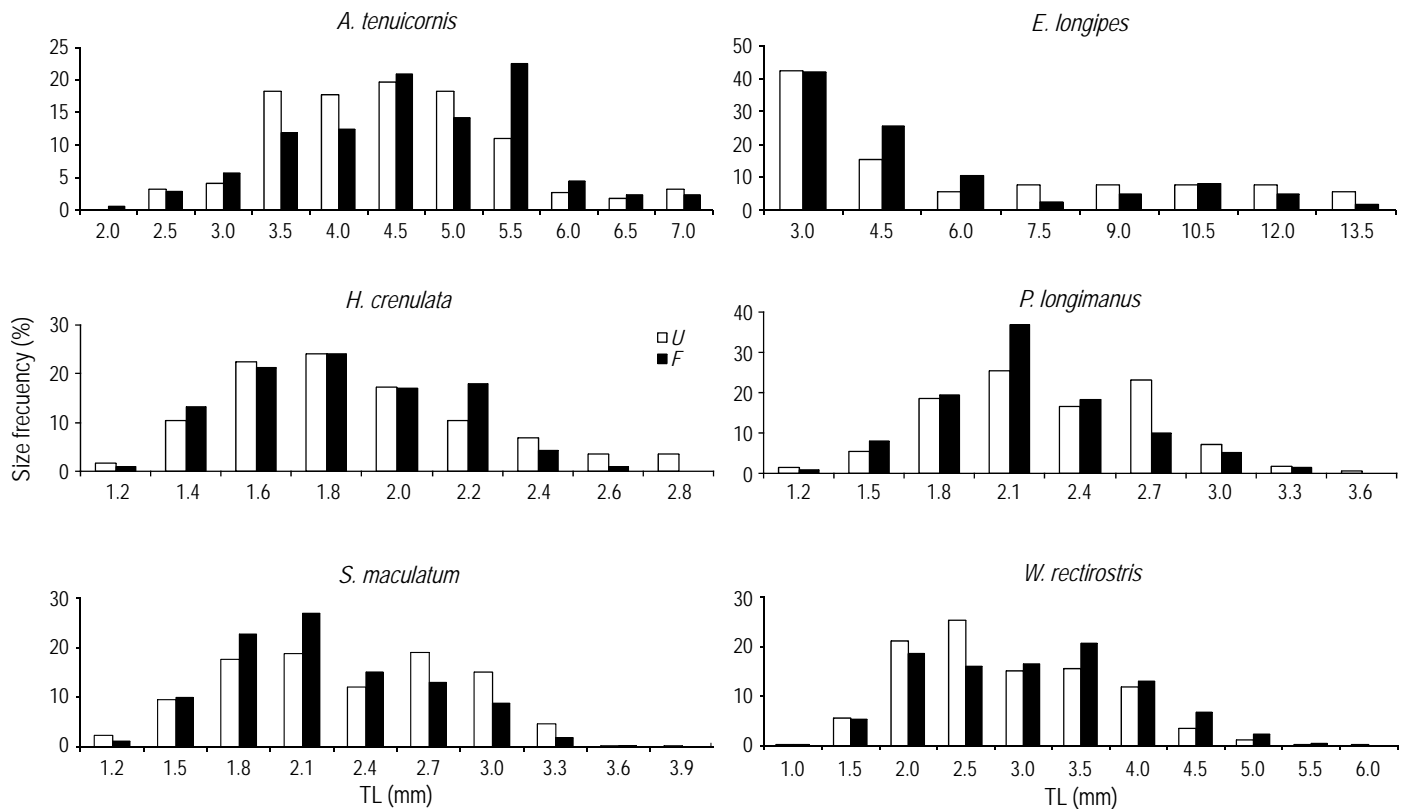 A. tenuicornis
25
20
15
10
5
0
2.0 2.5 3.0 3.5 4.0 4.5 5.0 5.5 6.0 6.5 7.0
E. longipes
50
40
30
20
10
0
3.0 4.5 6.0 7.5 9.0 10.5 12.0 13.5
Size frecuency (%)
H. crenulata
30
20
10
0
U
F
1.2 1.4 1.6 1.8 2.0 2.2 2.4 2.6 2.8
P. longimanus
40
30
20
10
0
1.2 1.5 1.8 2.1 2.4 2.7 3.0 3.3 3.6
S. maculatum
30
20
10
0
1.2 1.5 1.8 2.1 2.4 2.7 3.0 3.3 3.6 3.9
TL (mm)
W. rectirostris
30
20
10
0
1.0 1.5 2.0 2.5 3.0 3.5 4.0 4.5 5.0 5.5 6.0
TL (mm)